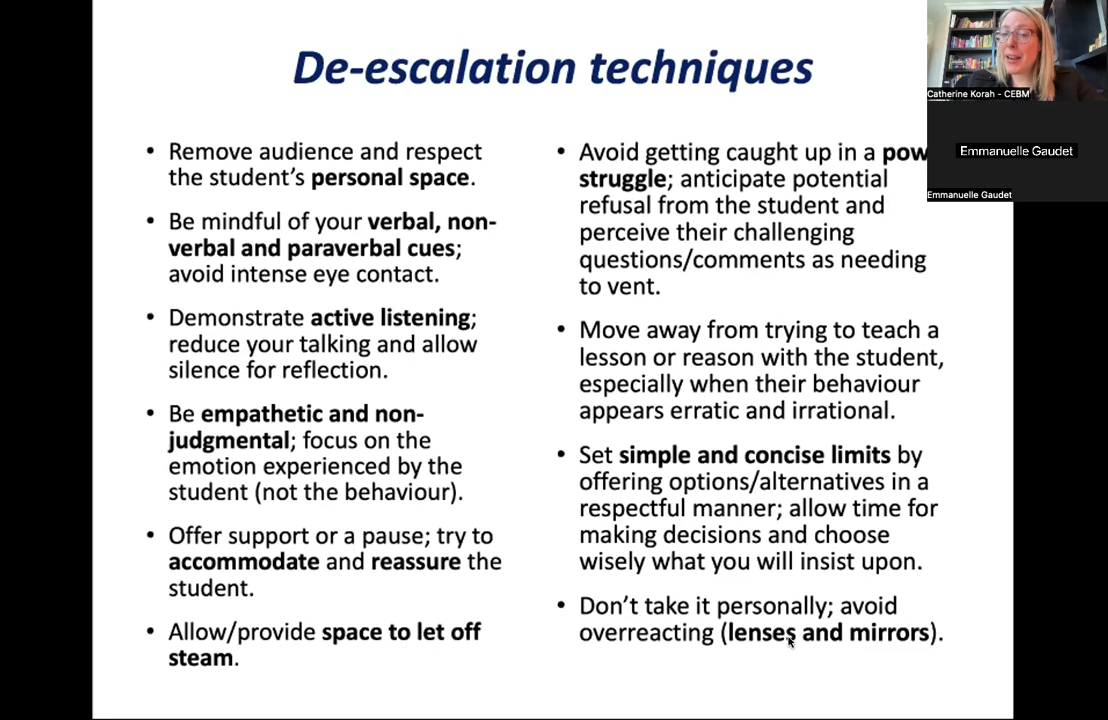 De-escalation techniques
• Remove audience and respect
the student's personal space.
• Be mindful of your verbal, non-
verbal and paraverbal cues;
avoid intense eye contact.
• Demonstrate active listening;
reduce your talking and allow
silence for reflection.
• Be empathetic and non-
judgmental; focus on the
emotion experienced by the
student (not the behaviour).
• Offer support or a pause; try to
accommodate and reassure the
student.
• Allow/provide space to let off
steam.
• Avoid getting caught up in a pow
struggle; anticipate potential
refusal from the student and
perceive their challenging
questions/comments as needing
to vent.
• Move away from trying to teach a
lesson or reason with the student,
especially when their behaviour
appears erratic and irrational.
• Set simple and concise limits by
offering options/alternatives in a
respectful manner; allow time for
making decisions and choose
wisely what you will insist upon.
• Don't take it personally; avoid
overreacting (lenses and mirrors).
Catherine Korah - CEBM
Emmanuelle Gaudet
Emmanuelle Gaudet